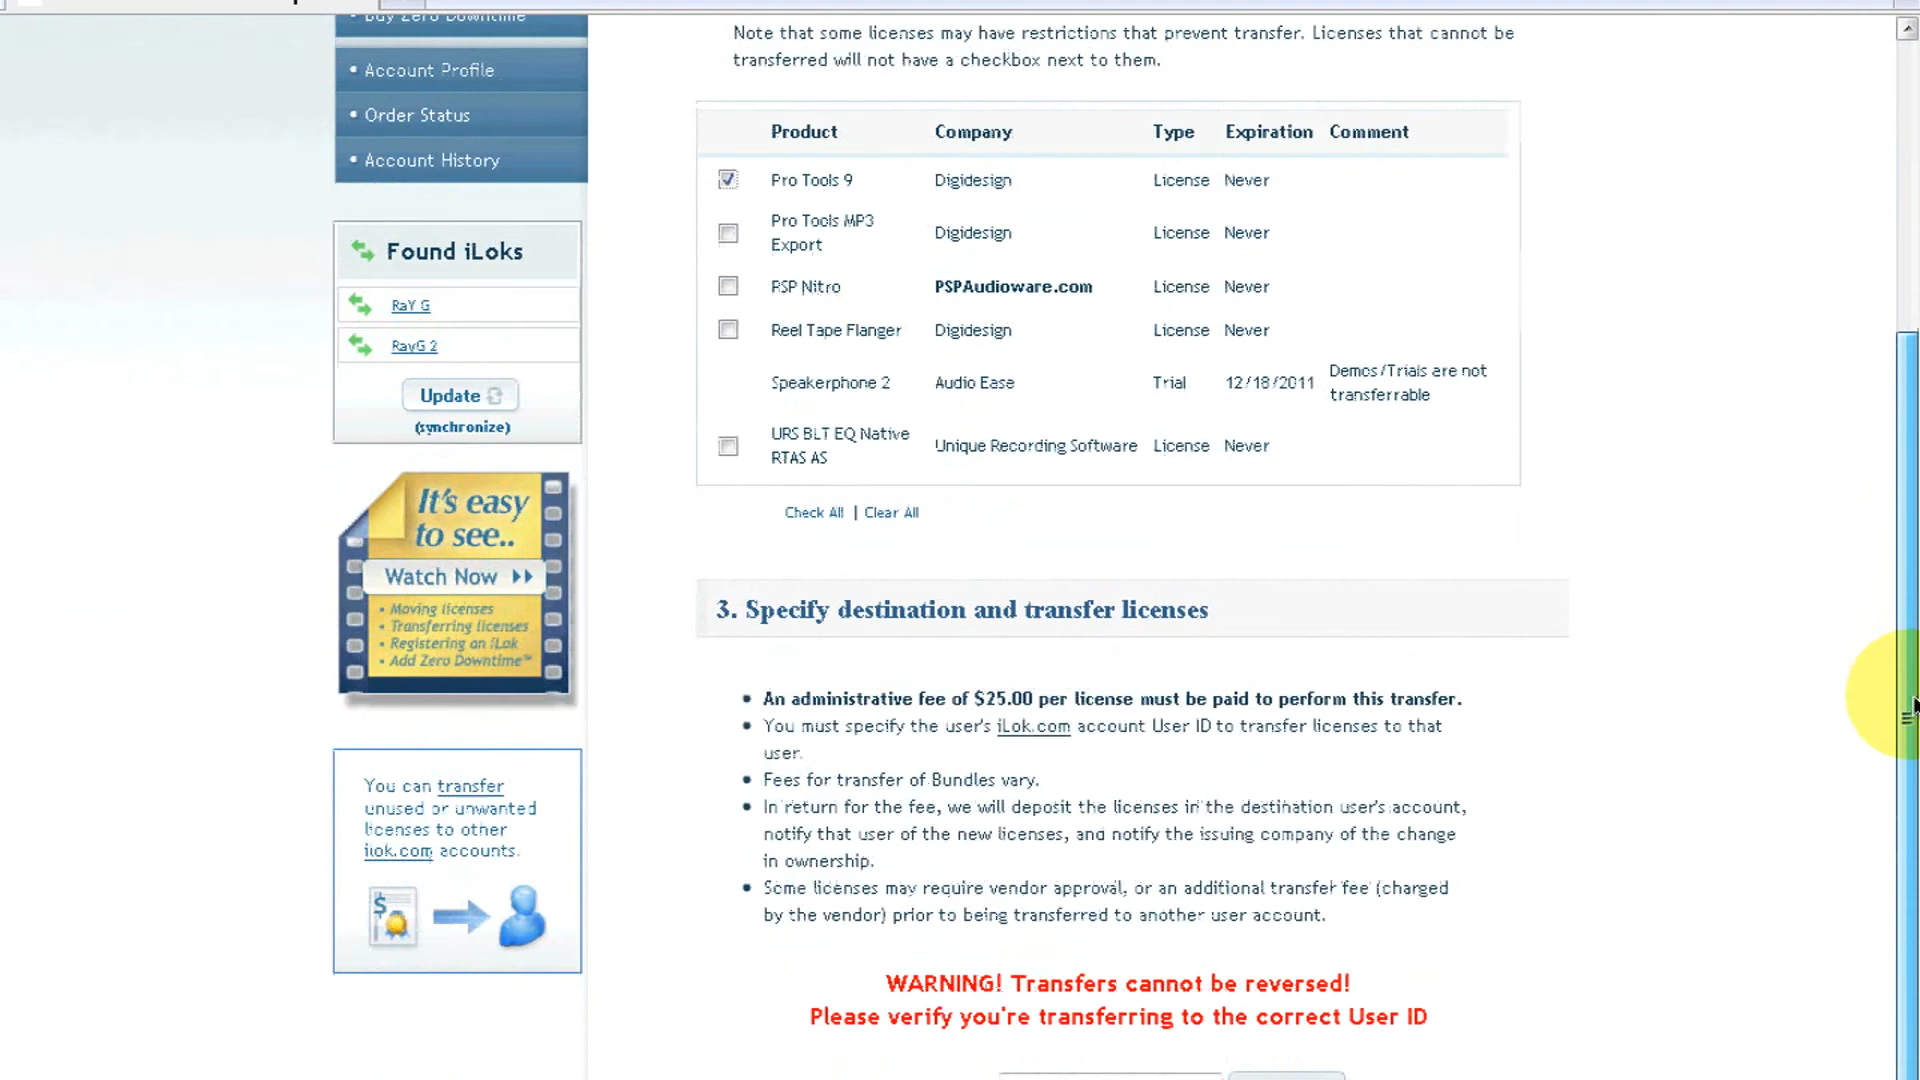 Buy Zero Downtime
Account Profile
Order Status
Account History
Found iLoks
RaY G
RayG 2
Update
(synchronize)
It's easy
to see..
Watch Now
• Moving licenses
• Transferring licenses
• Registering an iLok
• Add Zero Downtime™
You can transfer
unused or unwanted
licenses to other
ilok.com accounts.
$
Note that some licenses may have restrictions that prevent transfer. Licenses that cannot be
transferred will not have a checkbox next to them.
Product Company Type Expiration Comment
Pro Tools 9 Digidesign License Never
Pro Tools MP3
Export Digidesign License Never
PSP Nitro PSPAudioware.com License Never
Reel Tape Flanger Digidesign License Never
Speakerphone 2 Audio Ease Trial 12/18/2011 Demos/Trials are not
transferrable
URS BLT EQ Native
RTAS AS Unique Recording Software License Never
Check All | Clear All
3. Specify destination and transfer licenses
• An administrative fee of $25.00 per license must be paid to perform this transfer.
• You must specify the user's iLok.com account User ID to transfer licenses to that
user.
• Fees for transfer of Bundles vary.
• In return for the fee, we will deposit the licenses in the destination user's account,
notify that user of the new licenses, and notify the issuing company of the change
in ownership.
• Some licenses may require vendor approval, or an additional transfer fee (charged
by the vendor) prior to being transferred to another user account.
WARNING! Transfers cannot be reversed!
Please verify you're transferring to the correct User ID